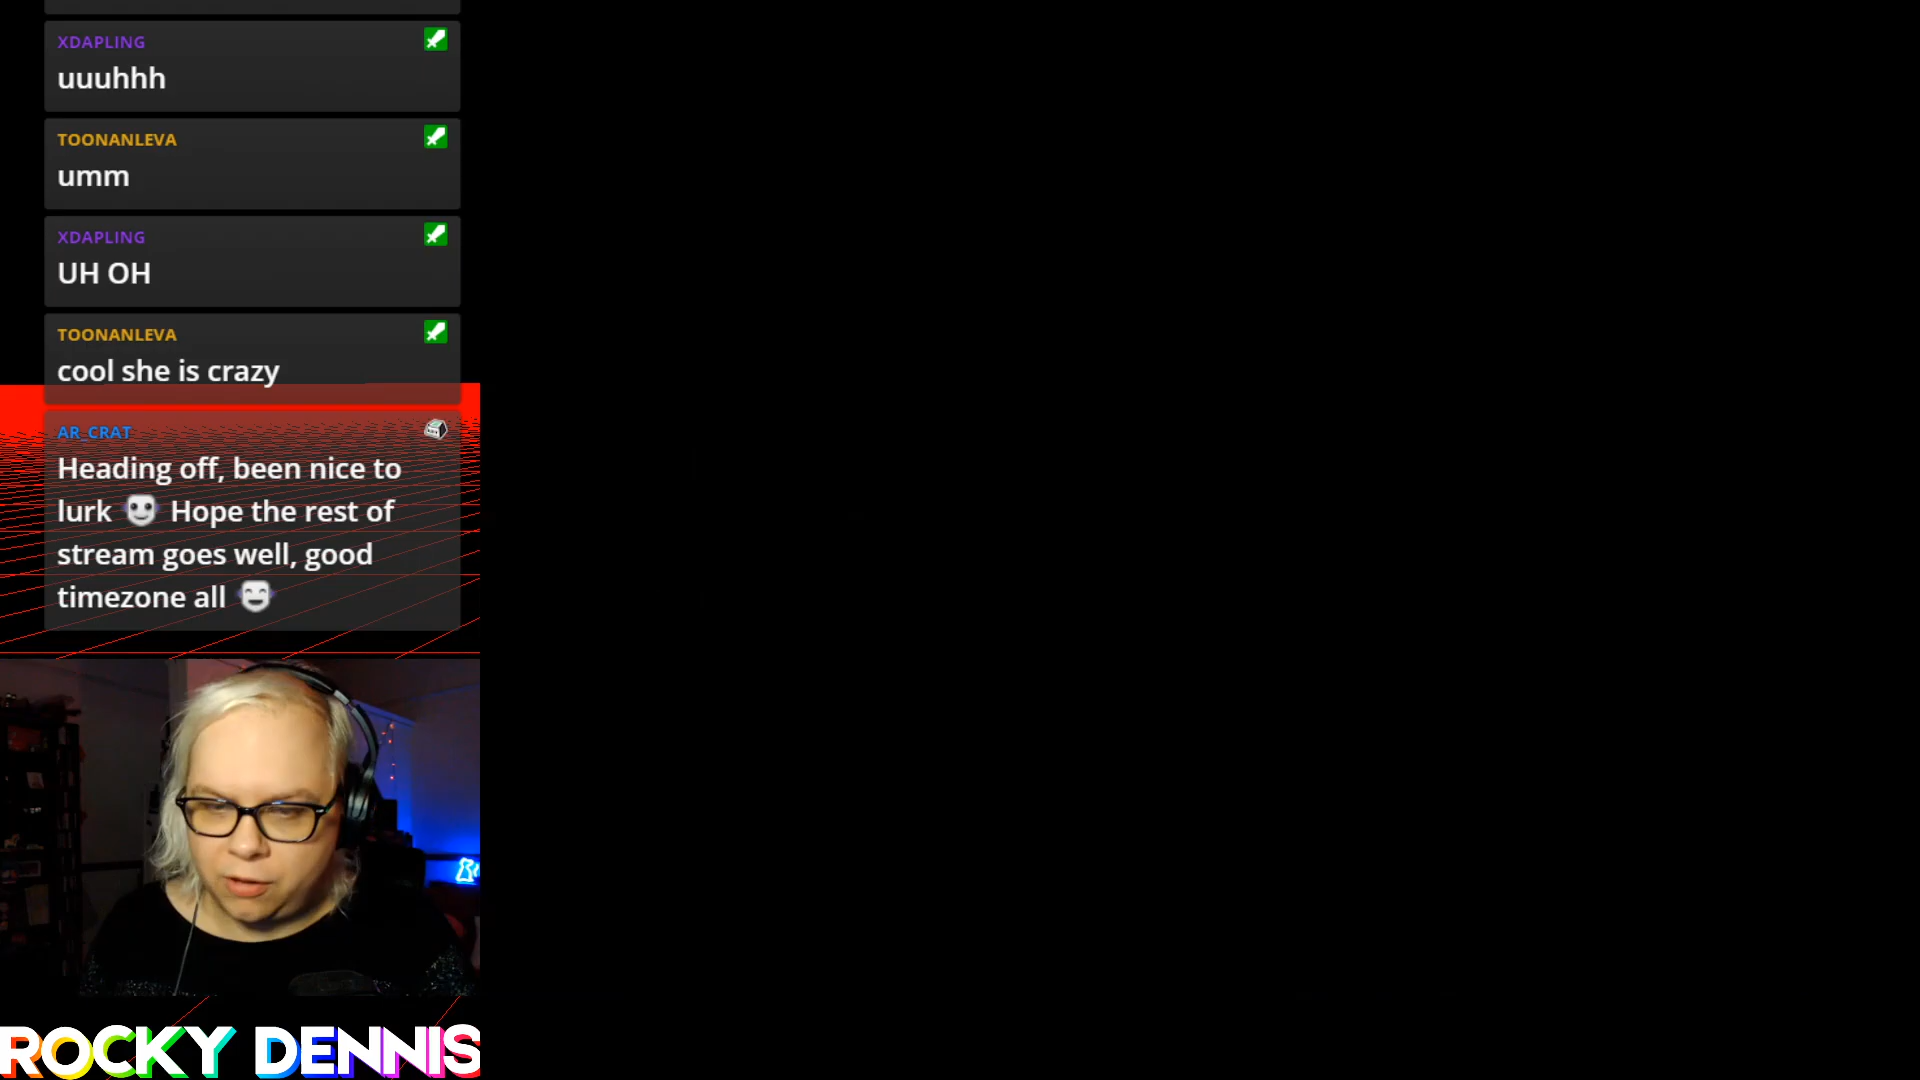 XDAPLING
uuuhhh
TOONANLEVA
umm
XDAPLING
UH OH
TOONANLEVA
cool she is crazy
AR_CRAT
Heading off, been nice to
lurk Hope the rest of
stream goes well, good
timezone all
ROCKY DENNIS